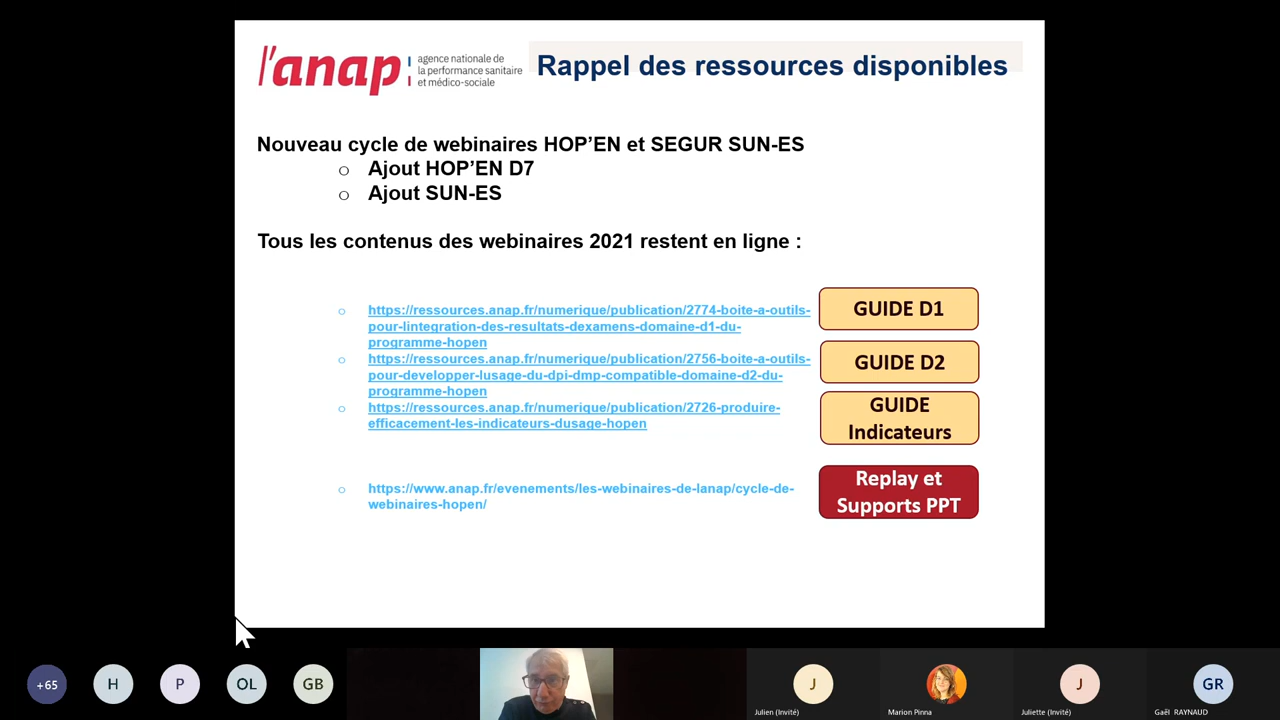 l'anap
agence nationale de
la performance sanitaire
et médico-sociale
Rappel des ressources disponibles
Nouveau cycle de webinaires HOP’EN et SEGUR SUN-ES
o Ajout HOP’EN D7
o Ajout SUN-ES
Tous les contenus des webinaires 2021 restent en ligne :
o https://ressources.anap.fr/numerique/publication/2774-boite-a-outils-
pour-lintegration-des-resultats-dexamens-domaine-d1-du-
programme-hopen
GUIDE D1
o https://ressources.anap.fr/numerique/publication/2756-boite-a-outils-
pour-developper-lusage-du-dpi-dmp-compatible-domaine-d2-du-
programme-hopen
GUIDE D2
o https://ressources.anap.fr/numerique/publication/2726-produire-
efficacement-les-indicateurs-dusage-hopen
GUIDE
Indicateurs
o https://www.anap.fr/evenements/les-webinaires-de-lanap/cycle-de-
webinaires-hopen/
Replay et
Supports PPT
+65
H
P
OL
GB
J
Julien (Invité)
Marion Pinna
J
Juliette (Invité)
GR
Gaël RAYNAUD